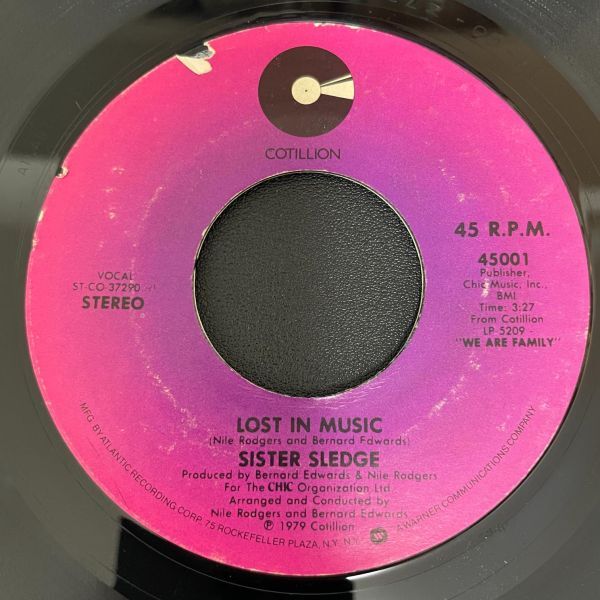 COTILLION
45 R.P.M.
45001
Publisher,
Chic Music, Inc.,
BMI
Time: 3:27
From Cotillion
LP 5209 -
"WE ARE FAMILY"
VOCAL
ST-CO-37290
STEREO
LOST IN MUSIC
(Nile Rodgers and Bernard Edwards)
SISTER SLEDGE
Produced by Bernard Edwards & Nile Rodgers
For The CHIC Organization Ltd.
Arranged and Conducted by
Nile Rodgers and Bernard Edwards
℗ 1979 Cotillion
MFG BY ATLANTIC RECORDING CORP. 75 ROCKEFELLER PLAZA, N.Y. N.Y. A WARNER COMMUNICATIONS COMPANY